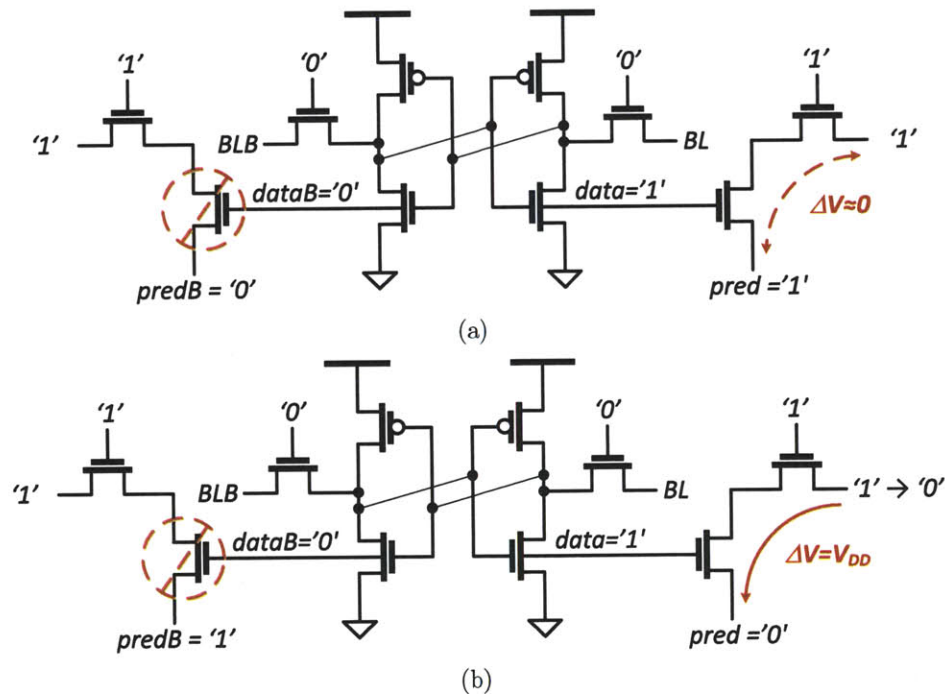 ‘1’ ‘0’ ‘0’ ‘1’
‘1’ BLB BL ‘1’
dataB=‘0’ data=’1’ ΔV≈0
predB = ‘0’ pred =’1’
(a)
‘1’ ‘0’ ‘0’ ‘1’
‘1’ BLB BL ‘1’ → ‘0’
dataB=’0’ data=’1’ ΔV=VDD
predB = ‘1’ pred =’0’
(b)